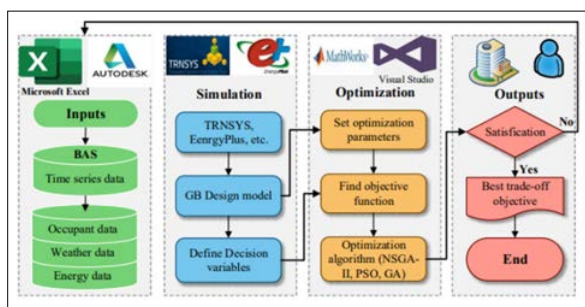 Microsoft Excel
AUTODESK
Inputs
BAS
Time series data
Occupant data
Weather data
Energy data
TRNSYS
EnergyPlus
Simulation
TRNSYS,
EenrgyPlus, etc.
GB Design model
Define Decision
variables
MathWorks
Visual Studio
Optimization
Set optimization
parameters
Find objective
function
Optimization
algorithm (NSGA-
II, PSO, GA)
Outputs
Satisfication
No
Yes
Best trade-off
objective
End